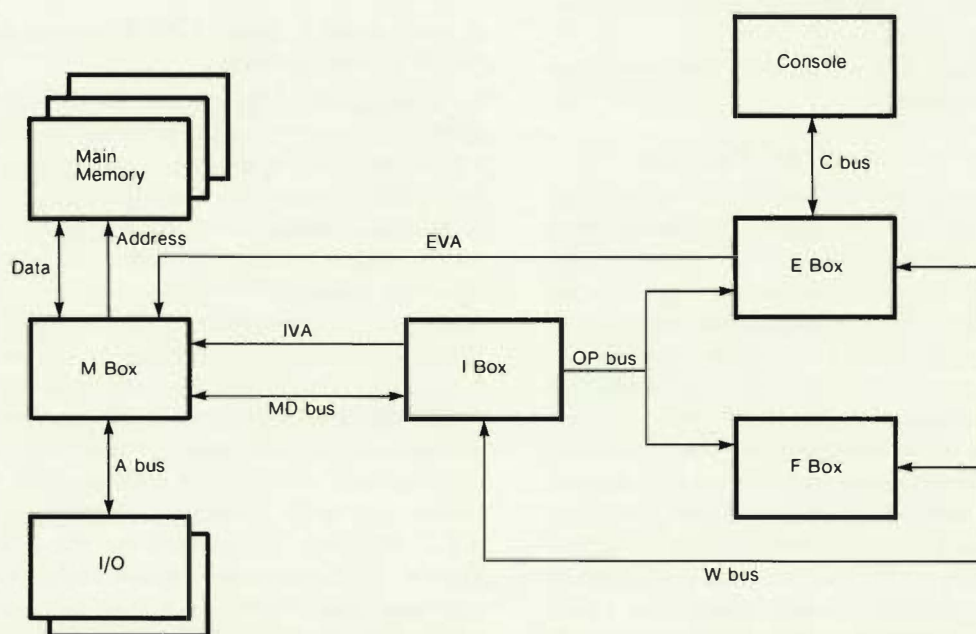 Console
Main
Memory
C bus
Address
EVA
Data
E Box
IVA
OP bus
M Box
I Box
MD bus
A bus
F Box
I/O
W bus